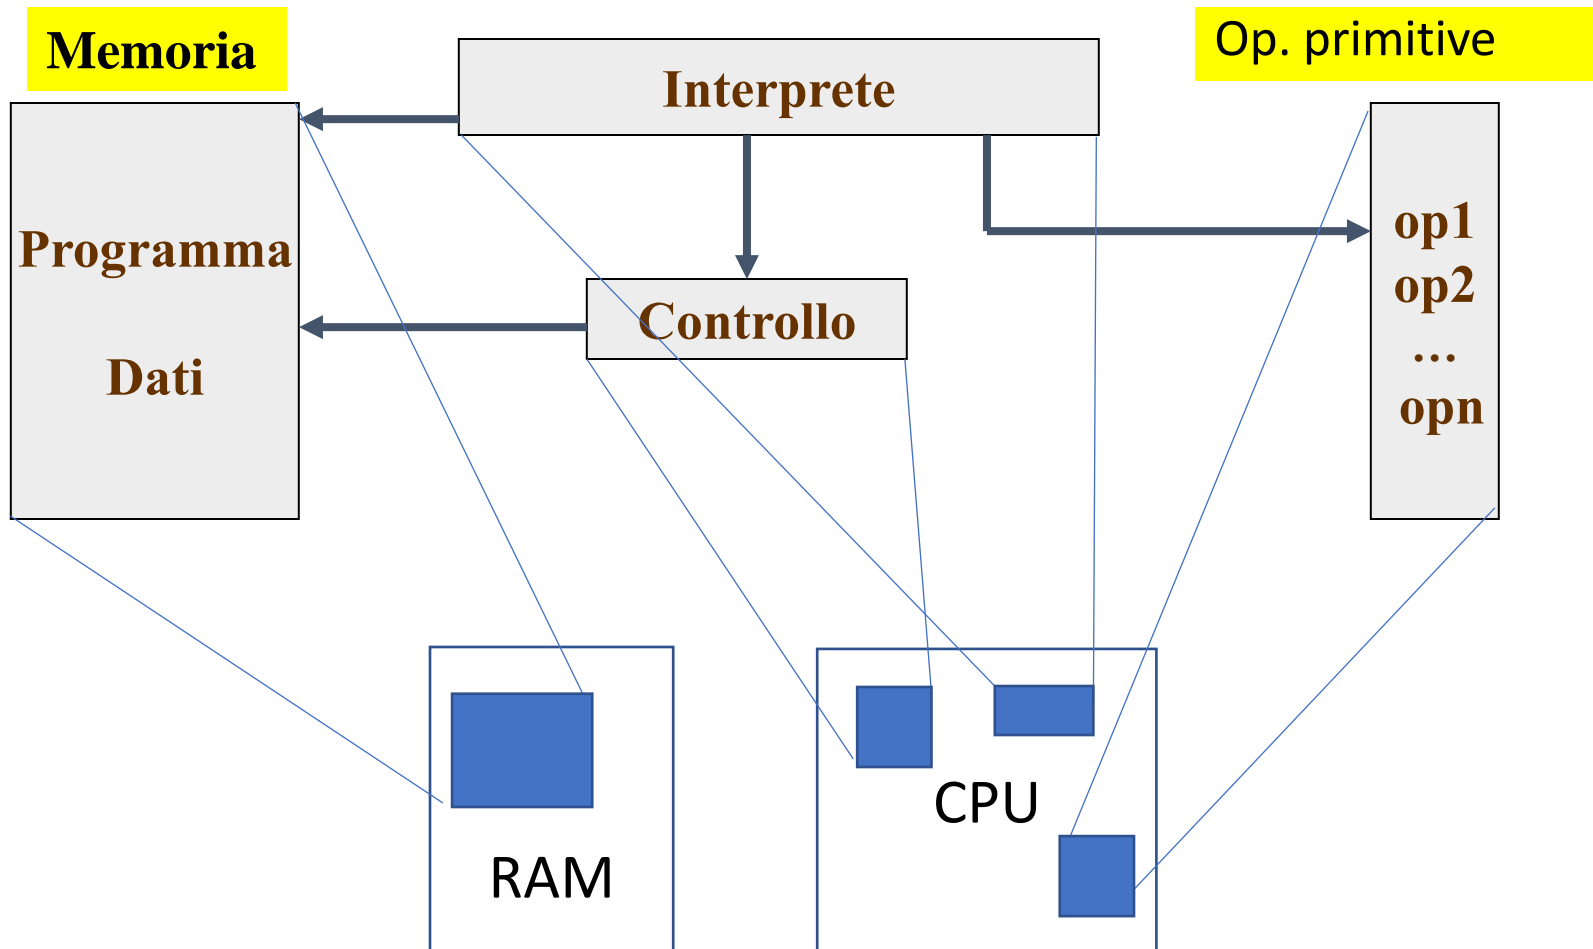 Memoria
Interprete
Op. primitive
Programma
Dati
Controllo
op1
op2
...
opn
RAM
CPU